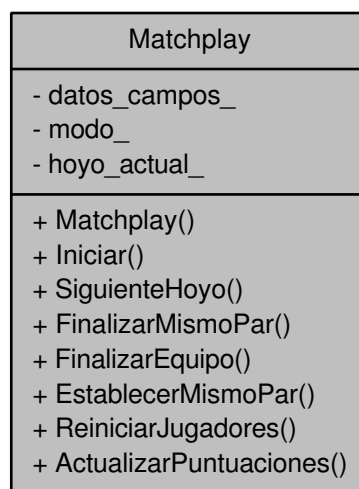 Matchplay
- datos_campos_
- modo_
- hoyo_actual_
+ Matchplay()
+ Iniciar()
+ SiguienteHoyo()
+ FinalizarMismoPar()
+ FinalizarEquipo()
+ EstablecerMismoPar()
+ ReiniciarJugadores()
+ ActualizarPuntuaciones()